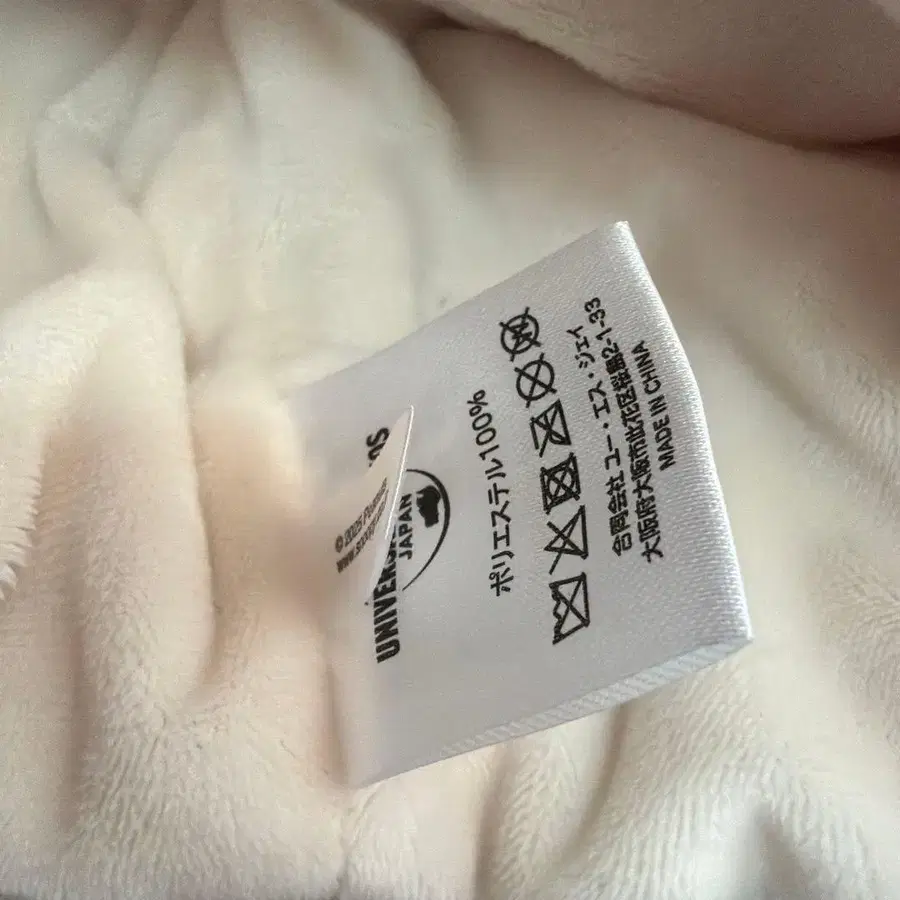 © 2025 Peanuts
UNIVERSAL
JAPAN
ポリエステル100%
合同会社 ユー・エス・ジェイ
大阪府大阪市此花区桜島2-1-33
MADE IN CHINA